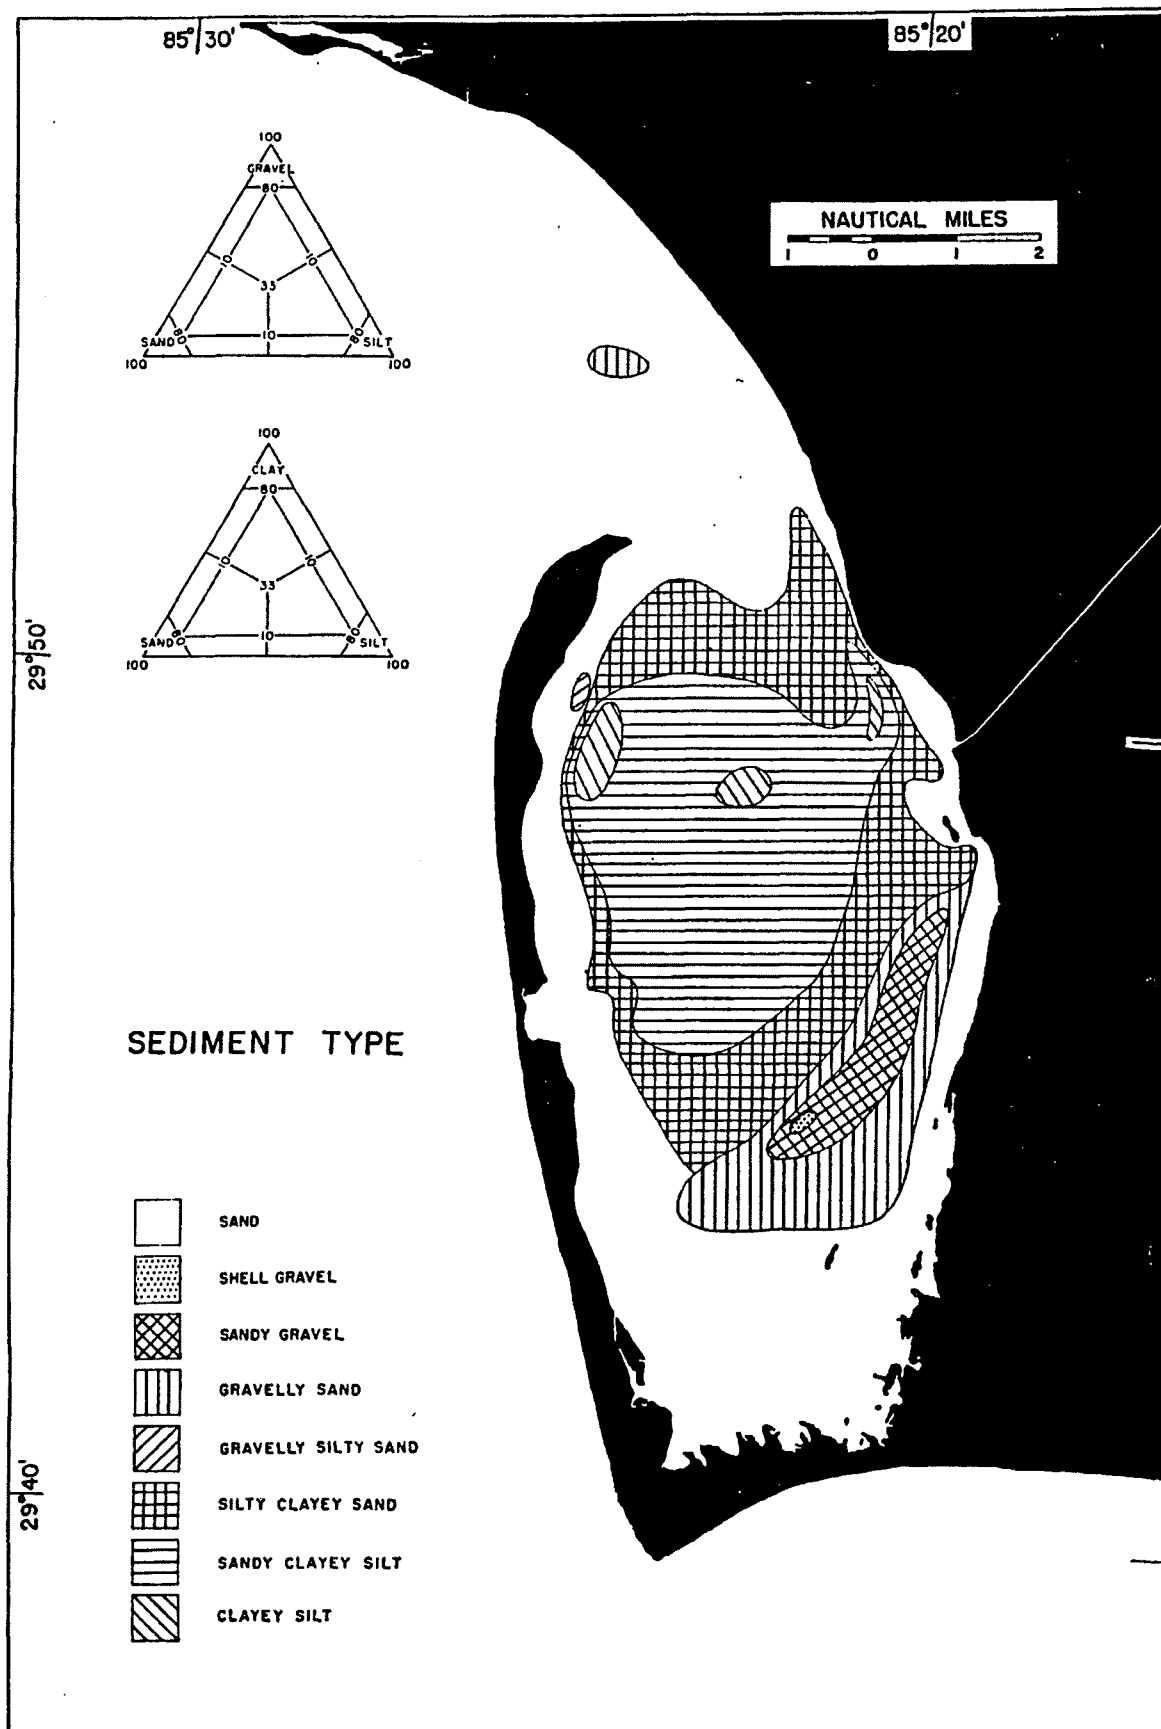 85° 30'
85° 20'
100
GRAVEL
80
10
10
33
SAND
80
10
80
SILT
100
100
NAUTICAL MILES
1 0 1 2
100
CLAY
80
10
10
33
SAND
80
10
80
SILT
100
100
29° 50'
SEDIMENT TYPE
SAND
SHELL GRAVEL
SANDY GRAVEL
GRAVELLY SAND
GRAVELLY SILTY SAND
SILTY CLAYEY SAND
SANDY CLAYEY SILT
CLAYEY SILT
29° 40'